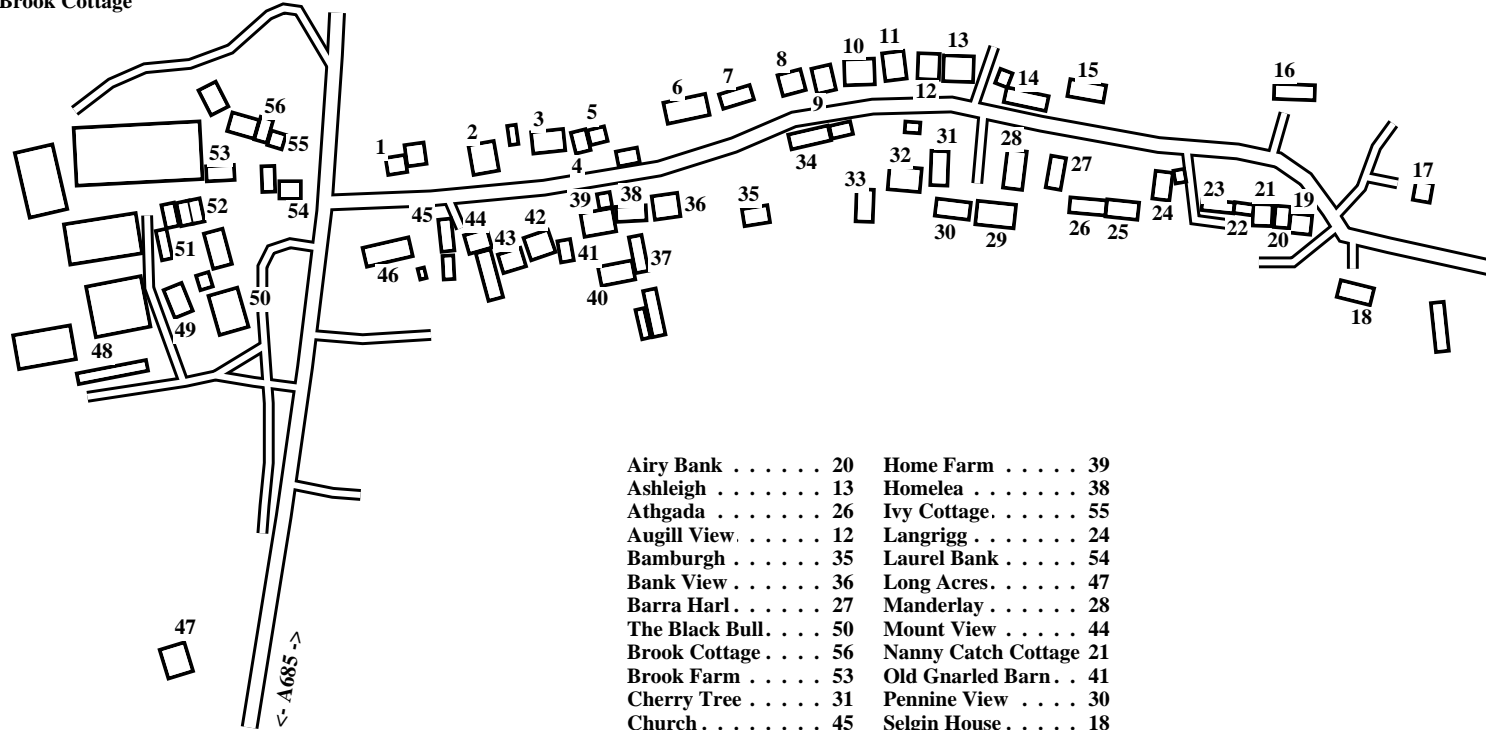 Brook Cottage
56
55
53
54
52
51
50
49
48
47
<- A685 ->
1
2
3
4
5
6
7
8
9
10
11
12
13
14
15
16
17
18
19
20
21
22
23
24
25
26
27
28
29
30
31
32
33
34
35
36
37
38
39
40
41
42
43
44
45
46
Airy Bank . . . . . . 20
Ashleigh . . . . . . . 13
Athgada . . . . . . . 26
Augill View . . . . . . 12
Bamburgh . . . . . . 35
Bank View . . . . . . 36
Barra Harl . . . . . . 27
The Black Bull . . . . 50
Brook Cottage . . . . 56
Brook Farm . . . . . 53
Cherry Tree . . . . . 31
Church . . . . . . . . 45
Home Farm . . . . . 39
Homelea . . . . . . . 38
Ivy Cottage . . . . . . 55
Langrigg . . . . . . . 24
Laurel Bank . . . . . 54
Long Acres . . . . . . 47
Manderlay . . . . . . 28
Mount View . . . . . 44
Nanny Catch Cottage 21
Old Gnarled Barn . . 41
Pennine View . . . . 30
Selgin House . . . . . 18